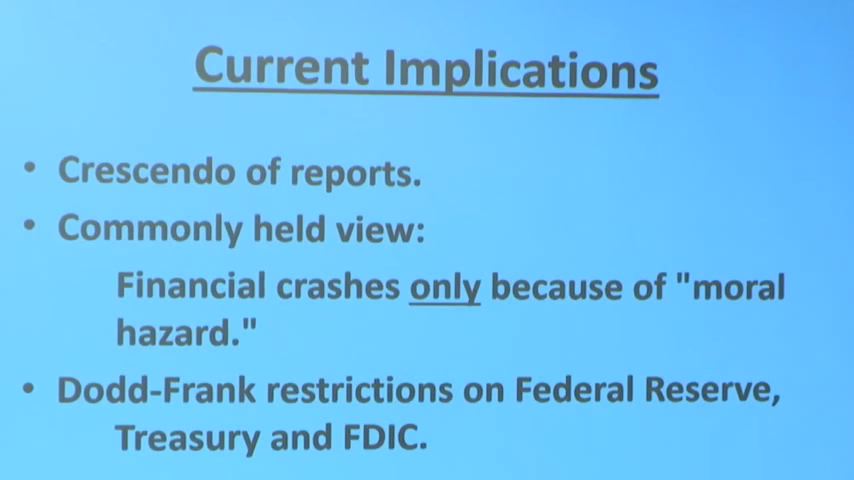 Current Implications
• Crescendo of reports.
• Commonly held view:
Financial crashes only because of "moral
hazard."
• Dodd-Frank restrictions on Federal Reserve,
Treasury and FDIC.